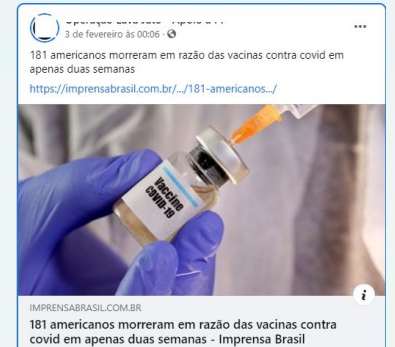 3 de fevereiro às 00:06 ·
181 americanos morreram em razão das vacinas contra covid em
apenas duas semanas
https://imprensabrasil.com.br/.../181-americanos.../
Vaccine
COVID-19
IMPRENSABRASIL.COM.BR
181 americanos morreram em razão das vacinas contra
covid em apenas duas semanas - Imprensa Brasil